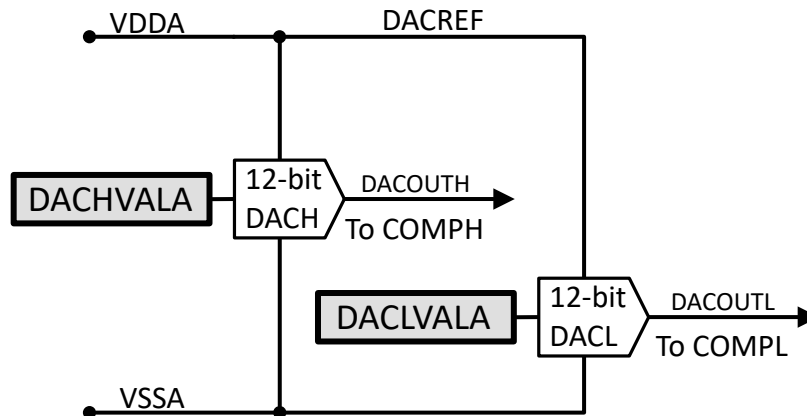 VDDA
DACREF
DACHVALA
12-bit
DACH
DACOUTH
To COMPH
DACLVALA
12-bit
DACL
DACOUTL
To COMPL
VSSA